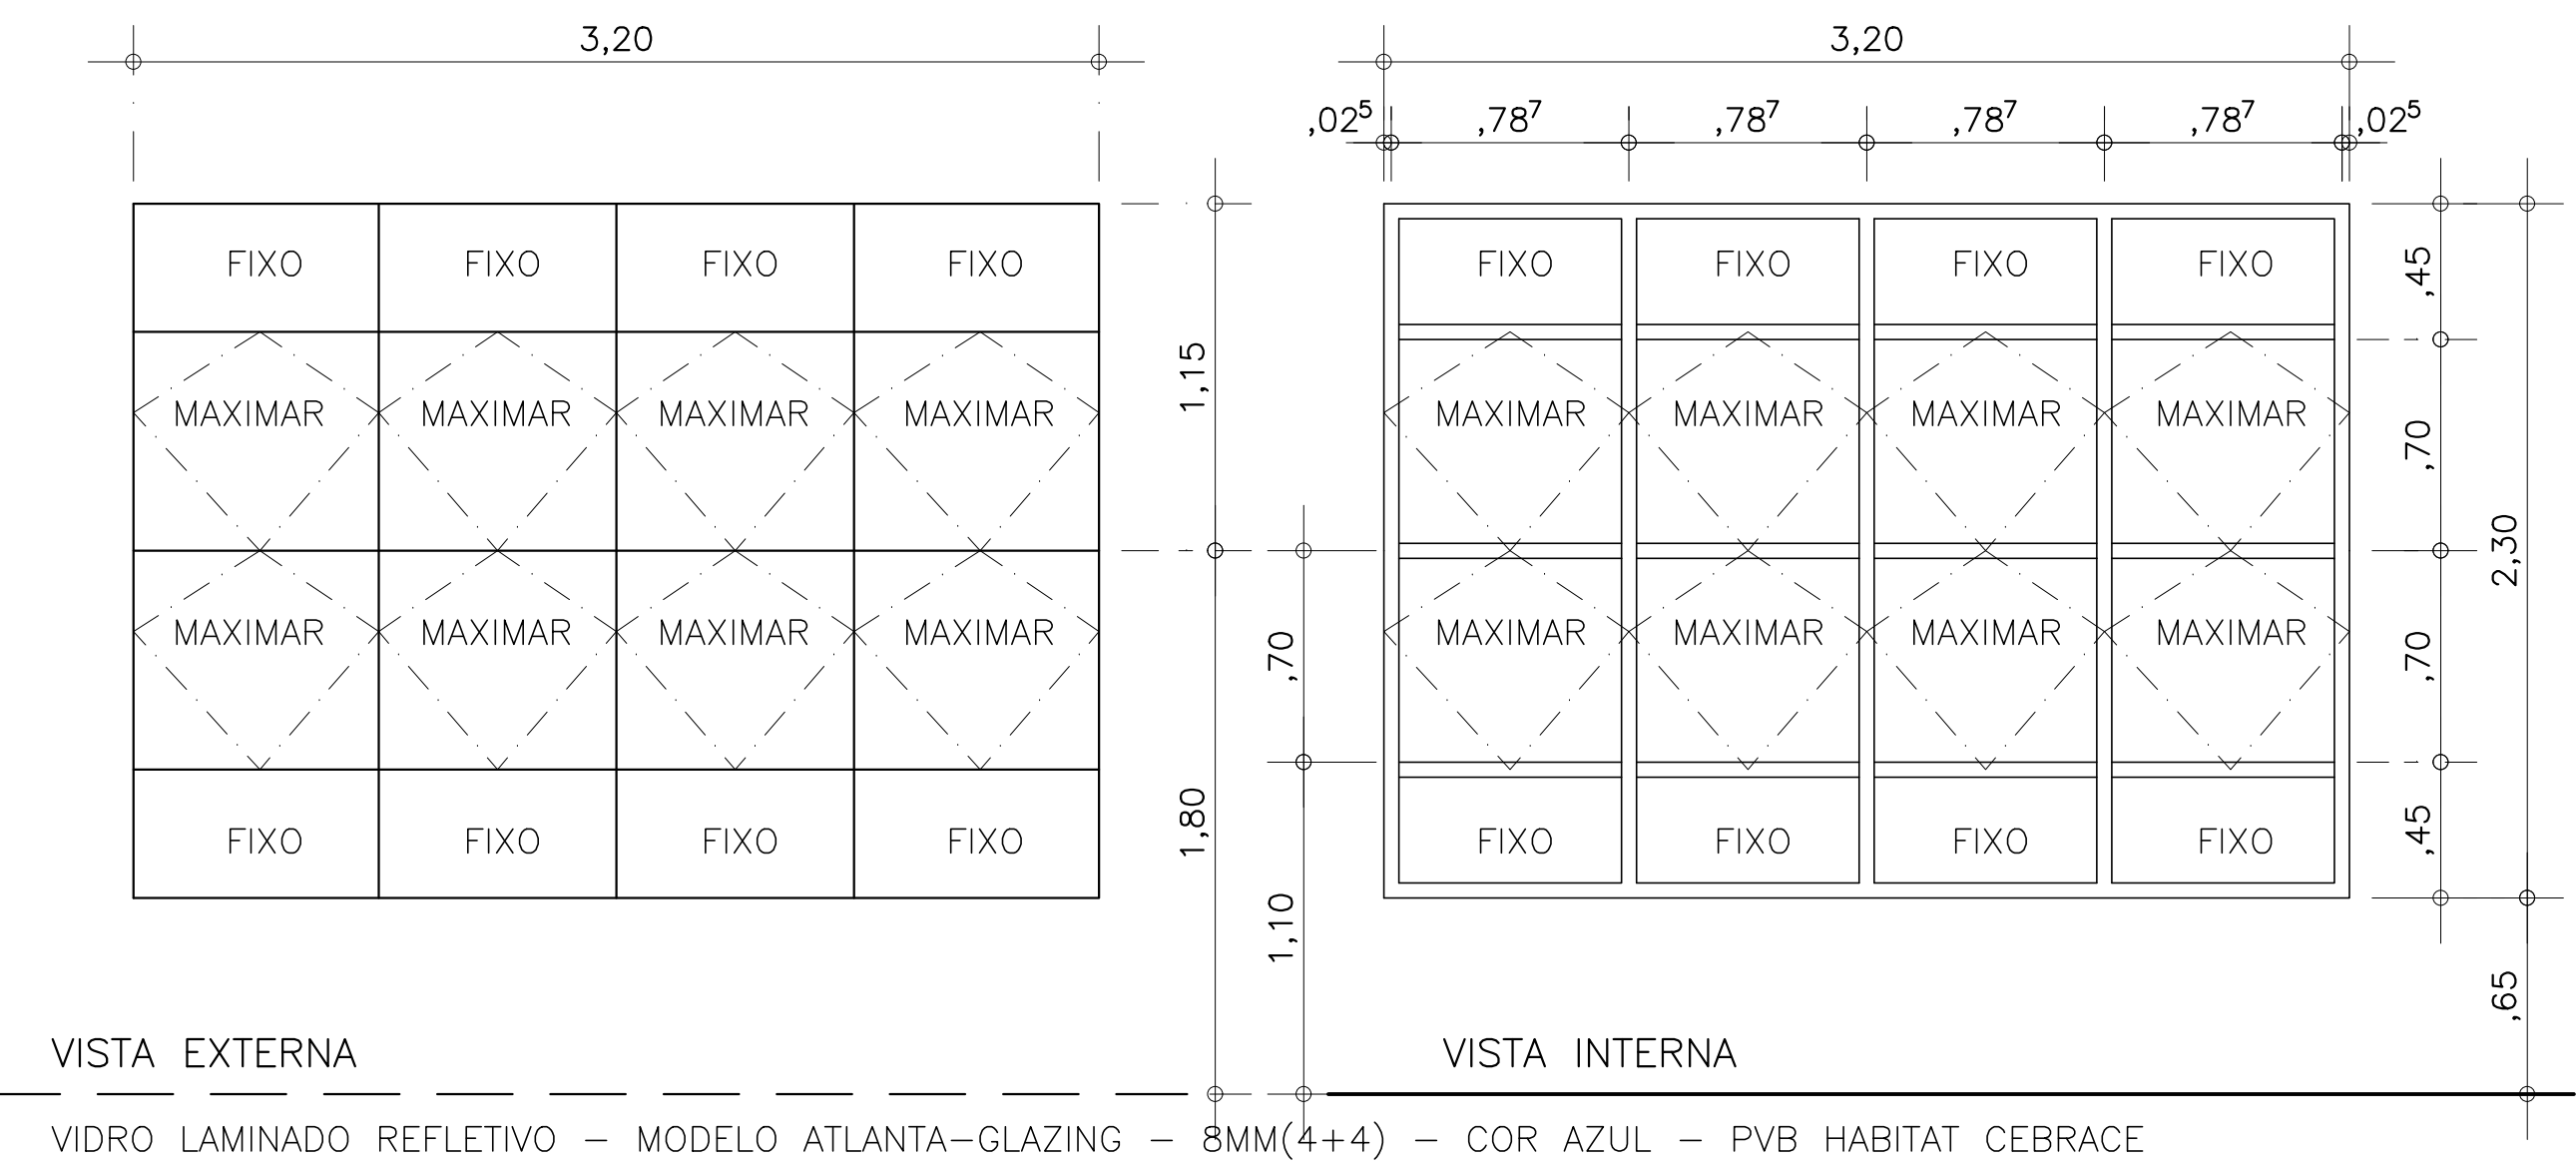 3,20 3,20
,02⁵ ,78⁷ ,78⁷ ,78⁷ ,78⁷ ,02⁵
FIXO FIXO FIXO FIXO FIXO FIXO FIXO FIXO ,45
1,15
MAXIMAR MAXIMAR MAXIMAR MAXIMAR MAXIMAR MAXIMAR MAXIMAR MAXIMAR ,70
2,30
MAXIMAR MAXIMAR MAXIMAR MAXIMAR ,70 MAXIMAR MAXIMAR MAXIMAR MAXIMAR ,70
1,80
FIXO FIXO FIXO FIXO FIXO FIXO FIXO FIXO ,45
1,10
,65
VISTA EXTERNA VISTA INTERNA
VIDRO LAMINADO REFLETIVO – MODELO ATLANTA–GLAZING – 8MM(4+4) – COR AZUL – PVB HABITAT CEBRACE